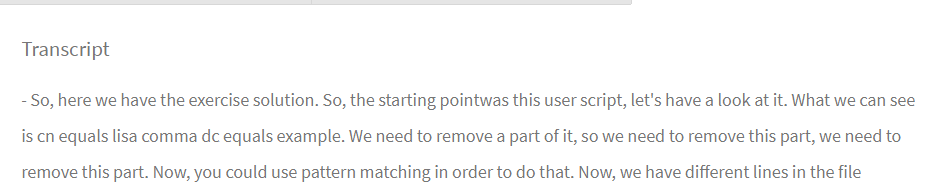 Transcript
- So, here we have the exercise solution. So, the starting pointwas this user script, let's have a look at it. What we can see
is cn equals lisa comma dc equals example. We need to remove a part of it, so we need to remove this part, we need to
remove this part. Now, you could use pattern matching in order to do that. Now, we have different lines in the file